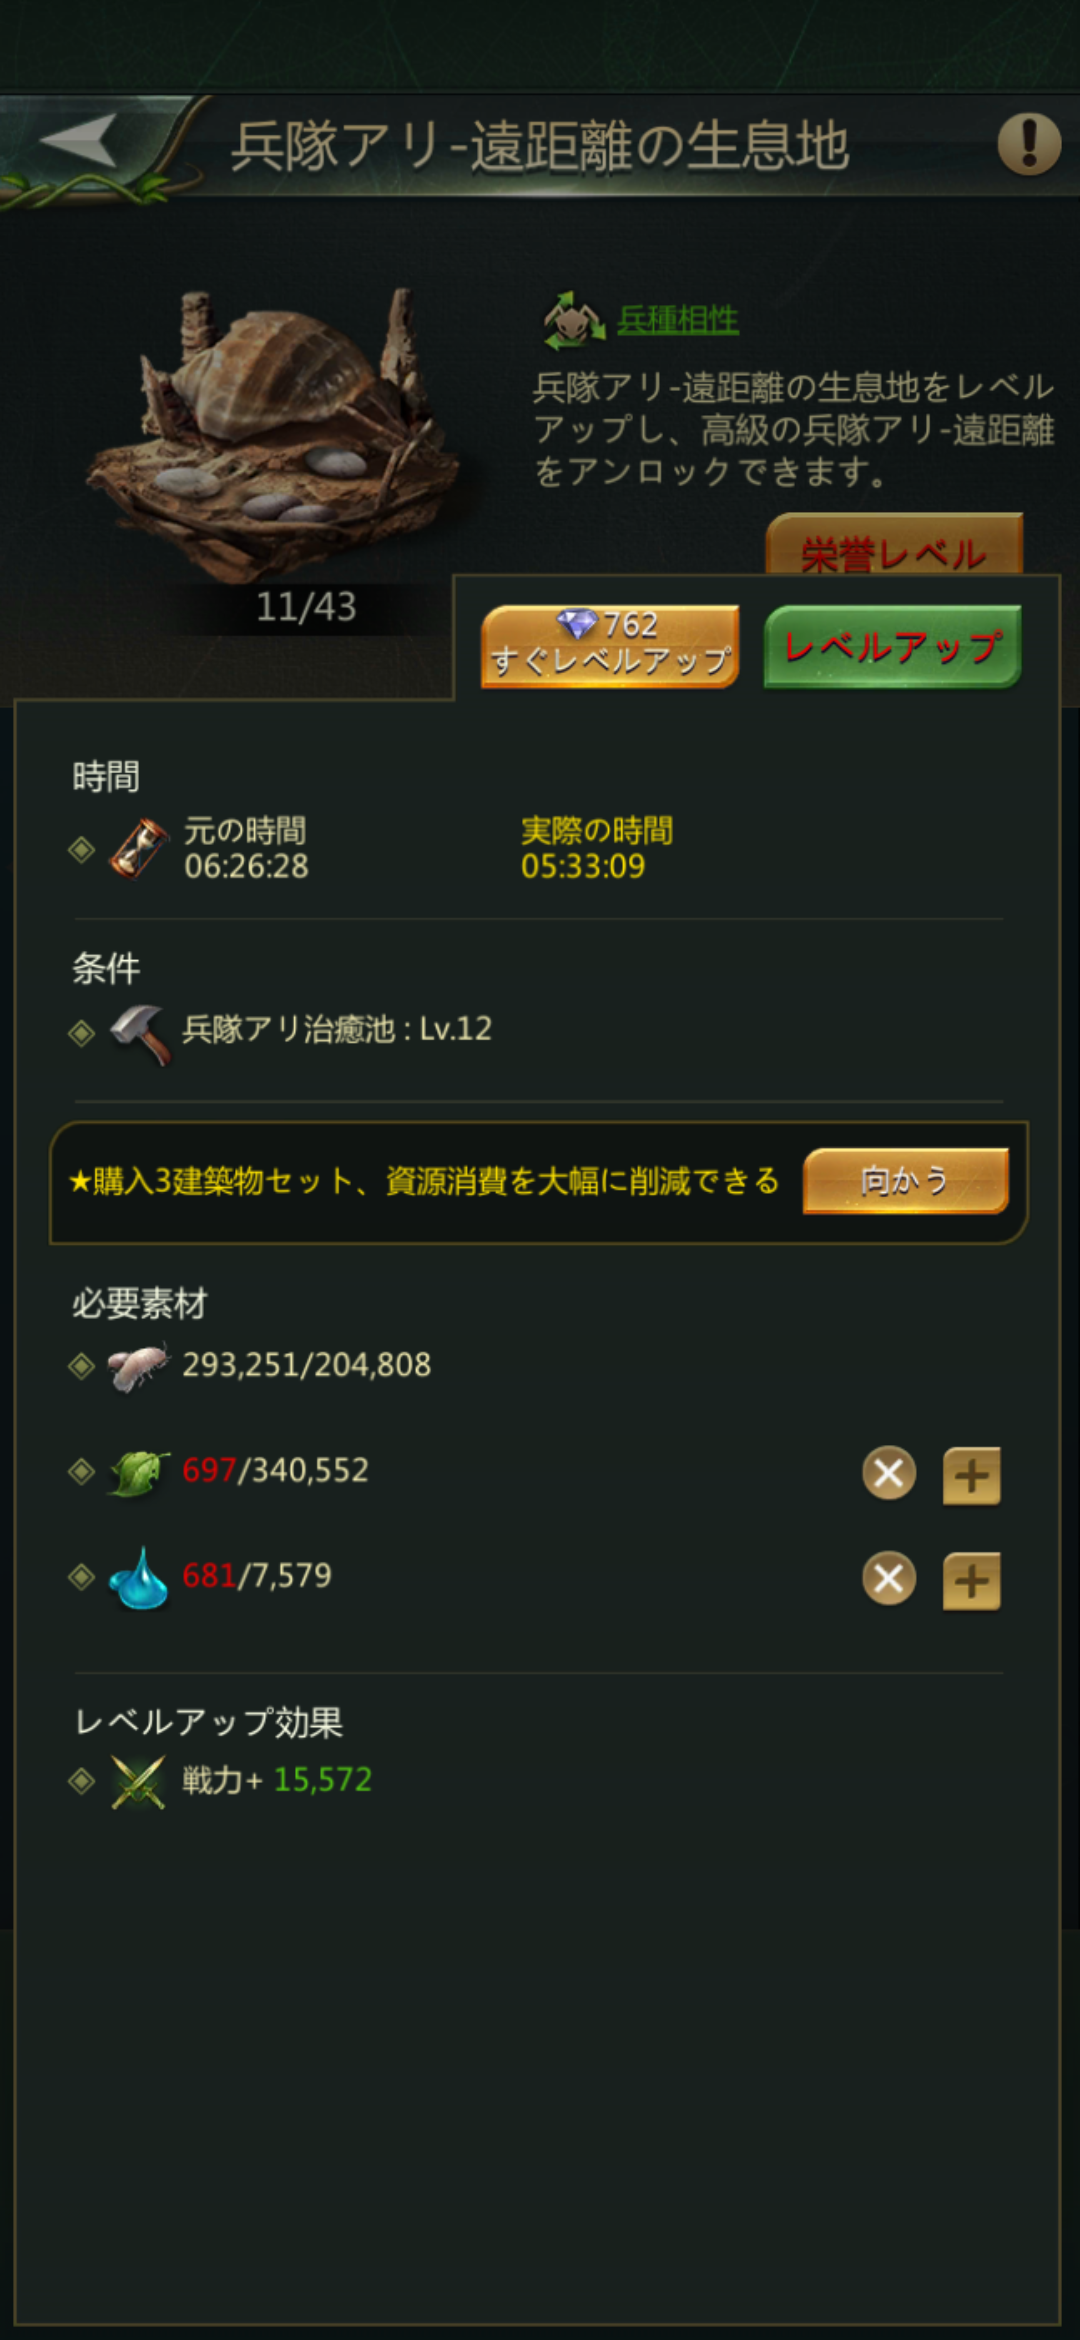 兵隊アリ-遠距離の生息地
兵種相性
兵隊アリ-遠距離の生息地をレベル
アップし、高級の兵隊アリ-遠距離
をアンロックできます。
栄誉レベル
11/43
762
すぐレベルアップ
レベルアップ
時間
元の時間
06:26:28
実際の時間
05:33:09
条件
兵隊アリ治癒池 : Lv.12
★購入3建築物セット、資源消費を大幅に削減できる
向かう
必要素材
293,251/204,808
697/340,552
681/7,579
レベルアップ効果
戦力+ 15,572